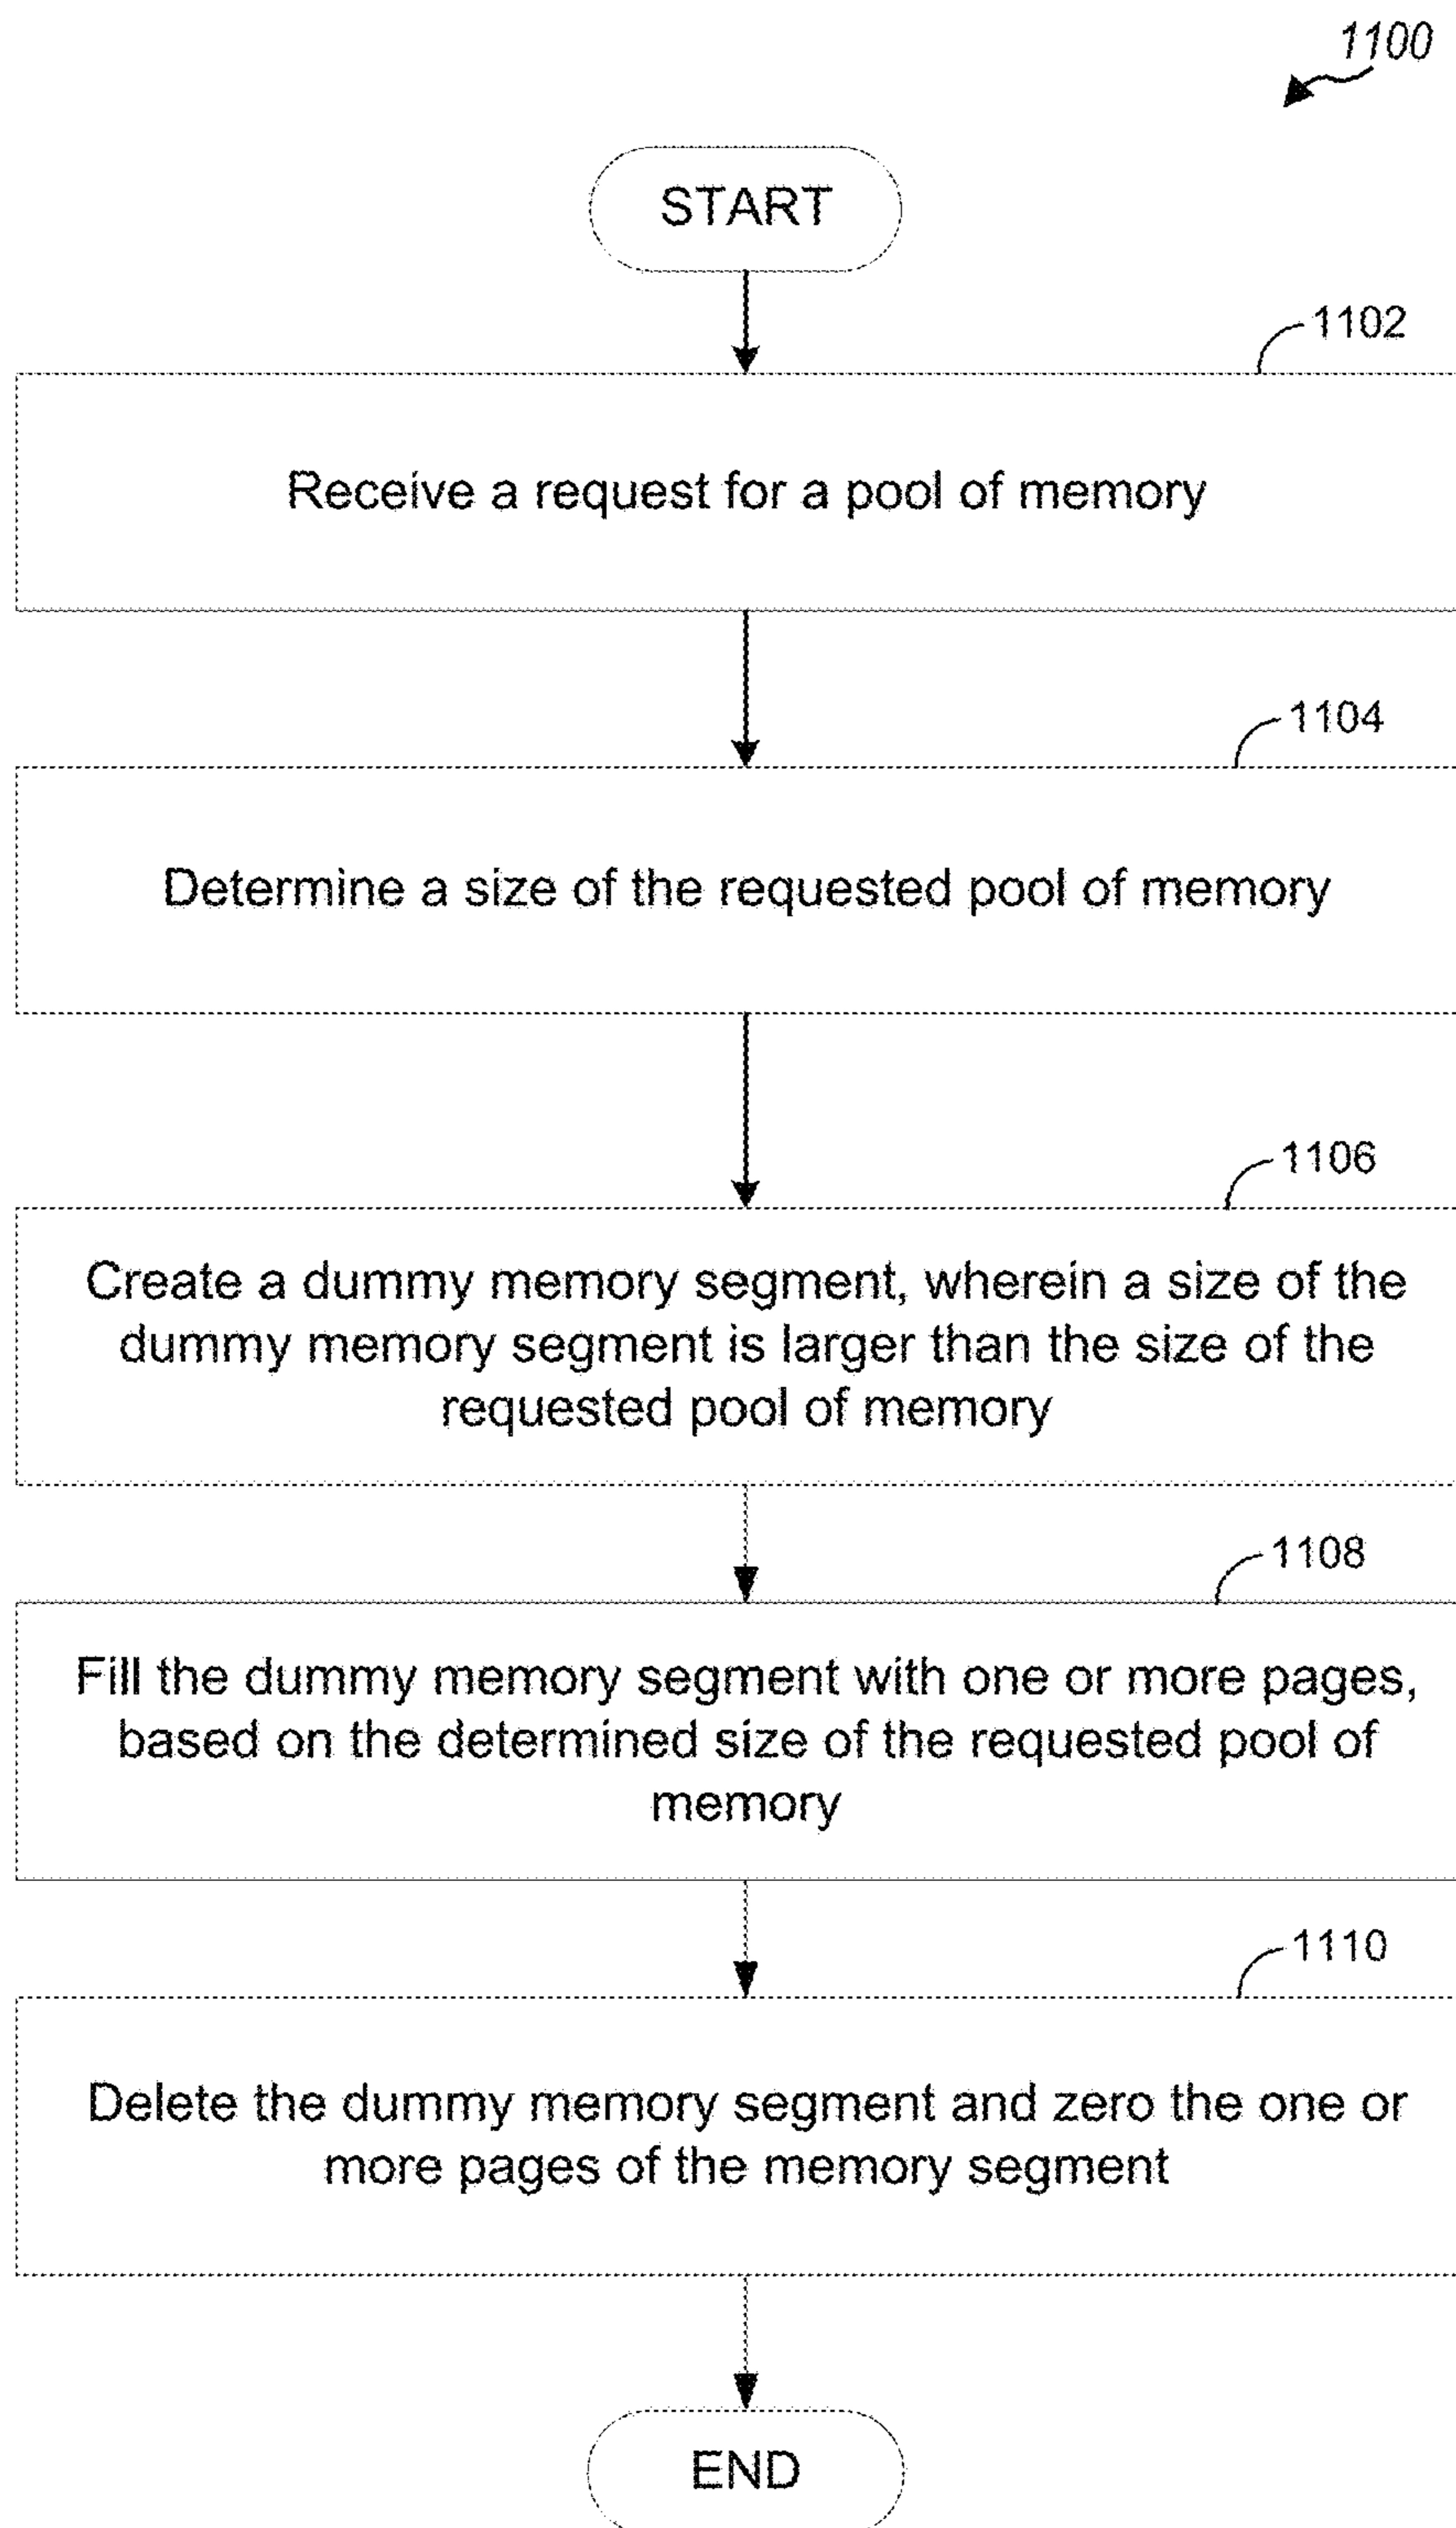 1100
START
1102
Receive a request for a pool of memory
1104
Determine a size of the requested pool of memory
1106
Create a dummy memory segment, wherein a size of the
dummy memory segment is larger than the size of the
requested pool of memory
1108
Fill the dummy memory segment with one or more pages,
based on the determined size of the requested pool of
memory
1110
Delete the dummy memory segment and zero the one or
more pages of the memory segment
END